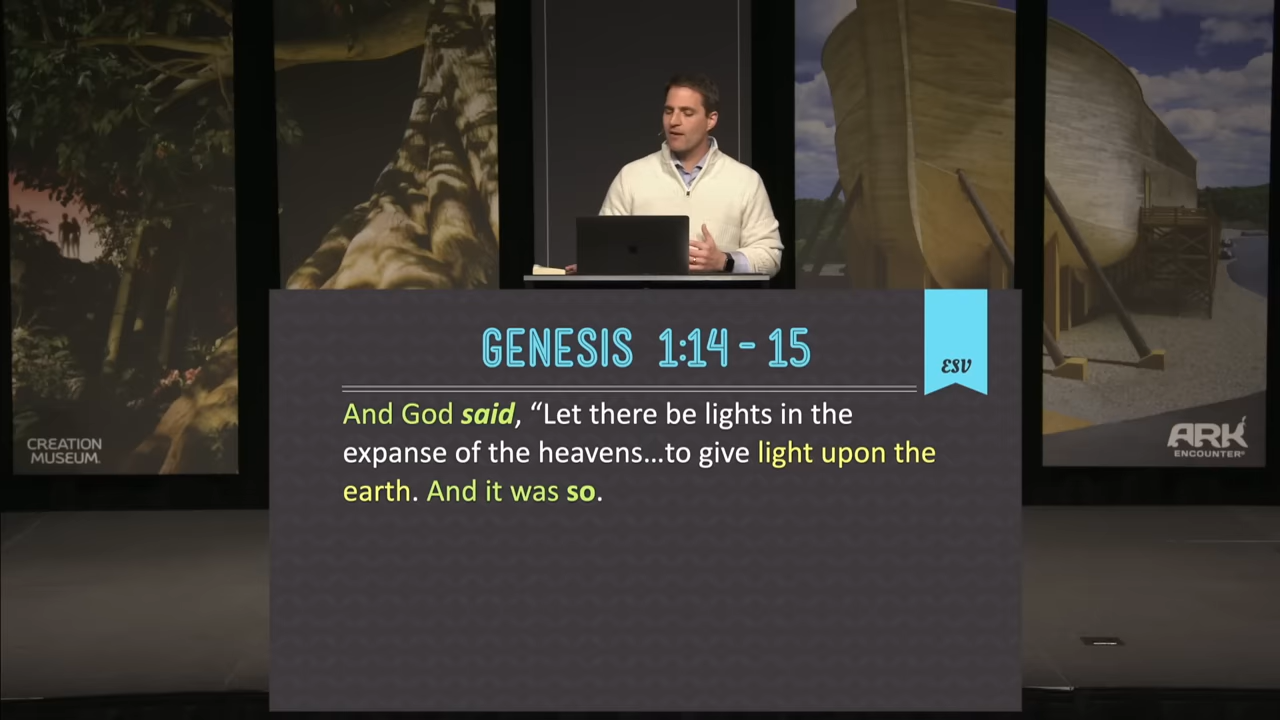 GENESIS 1:14 - 15
ESV
And God said, “Let there be lights in the
expanse of the heavens...to give light upon the
earth. And it was so.
CREATION
MUSEUM
ARK
ENCOUNTER